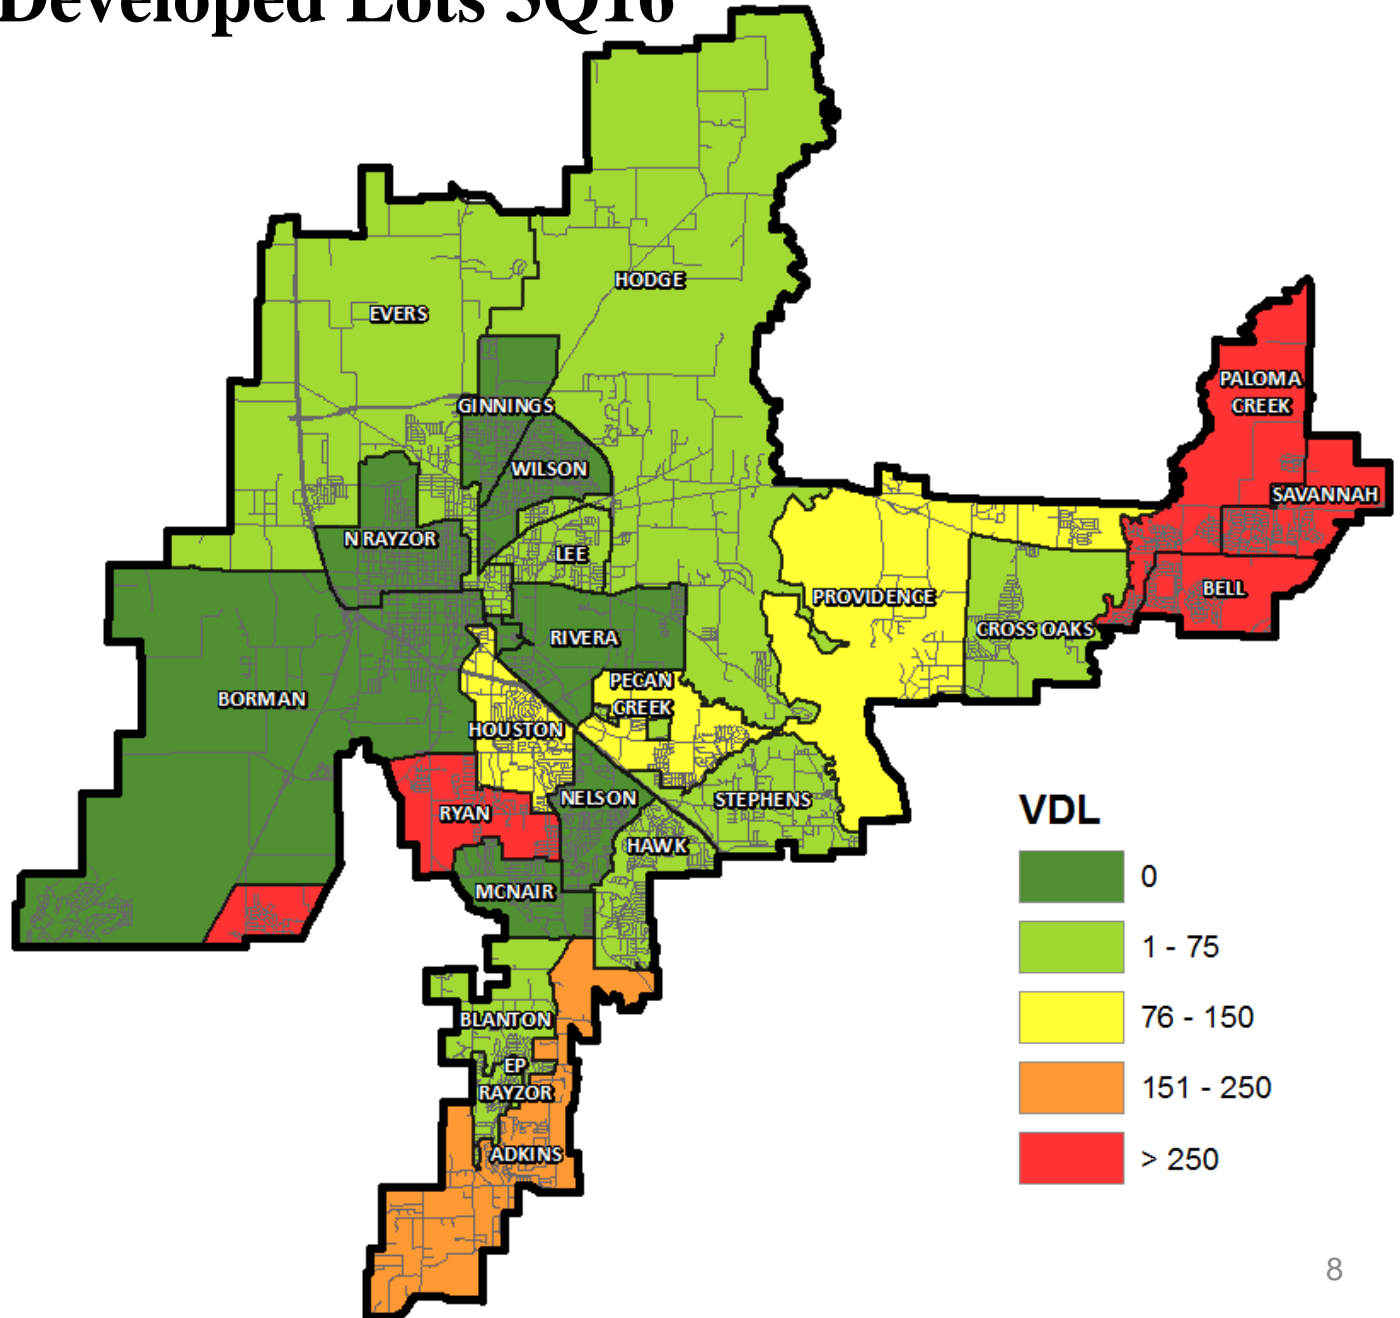 Developed Lots 3Q16
HODGE
EVERS
PALOMA
CREEK
GINNINGS
WILSON
SAVANNAH
N RAYZOR
LEE
BELL
PROVIDENCE
CROSS OAKS
RIVERA
PECAN
CREEK
BORMAN
HOUSTON
NELSON
STEPHENS
RYAN
HAWK
MCNAIR
BLANTON
EP
RAYZOR
ADKINS
VDL
0
1 - 75
76 - 150
151 - 250
> 250
8